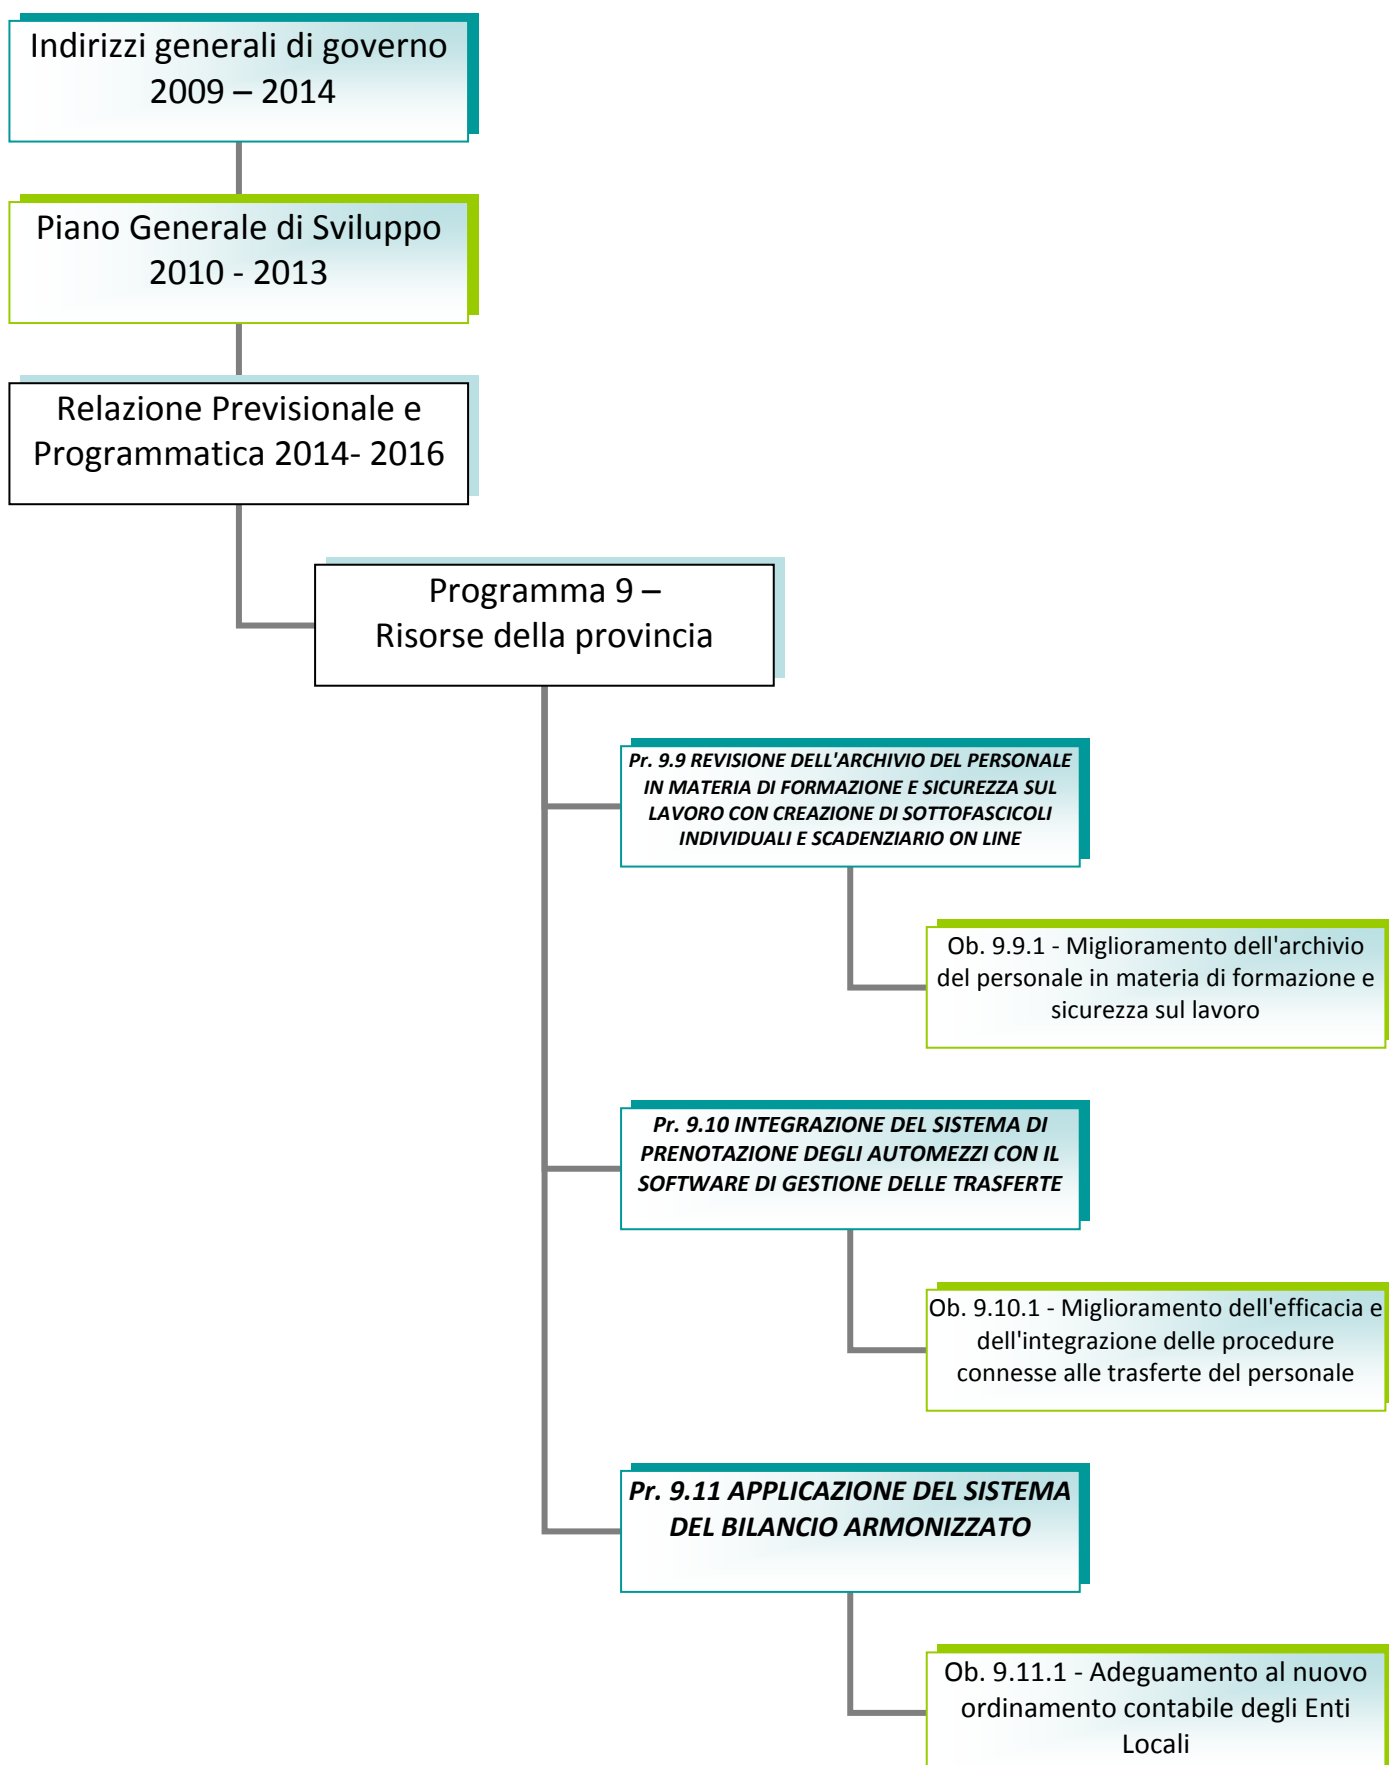 Indirizzi generali di governo
2009 – 2014
Piano Generale di Sviluppo
2010 - 2013
Relazione Previsionale e
Programmatica 2014- 2016
Programma 9 –
Risorse della provincia
Pr. 9.9 REVISIONE DELL'ARCHIVIO DEL PERSONALE
IN MATERIA DI FORMAZIONE E SICUREZZA SUL
LAVORO CON CREAZIONE DI SOTTOFASCICOLI
INDIVIDUALI E SCADENZIARIO ON LINE
Ob. 9.9.1 - Miglioramento dell'archivio
del personale in materia di formazione e
sicurezza sul lavoro
Pr. 9.10 INTEGRAZIONE DEL SISTEMA DI
PRENOTAZIONE DEGLI AUTOMEZZI CON IL
SOFTWARE DI GESTIONE DELLE TRASFERTE
Ob. 9.10.1 - Miglioramento dell'efficacia e
dell'integrazione delle procedure
connesse alle trasferte del personale
Pr. 9.11 APPLICAZIONE DEL SISTEMA
DEL BILANCIO ARMONIZZATO
Ob. 9.11.1 - Adeguamento al nuovo
ordinamento contabile degli Enti
Locali